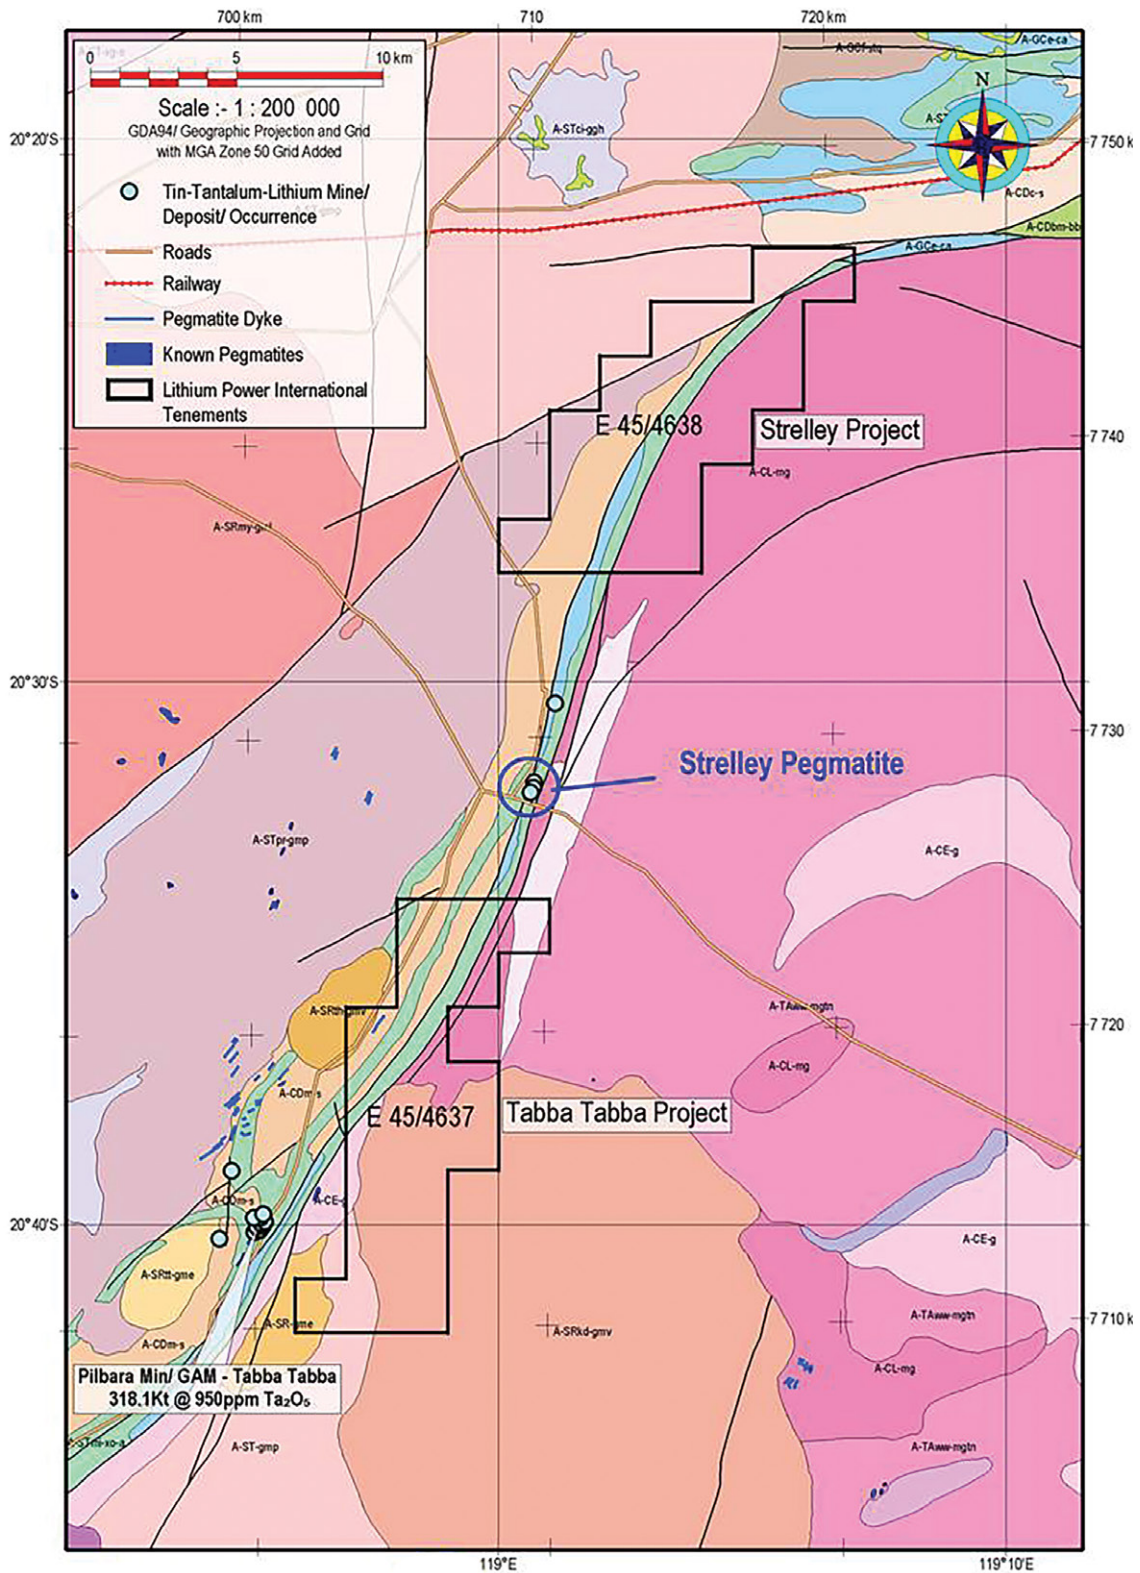 700 km
710
720 km
0
5
10 km
Scale :- 1 : 200 000
GDA94/ Geographic Projection and Grid
with MGA Zone 50 Grid Added
Tin-Tantalum-Lithium Mine/
Deposit/ Occurrence
Roads
Railway
Pegmatite Dyke
Known Pegmatites
Lithium Power International
Tenements
A-GCe-ca
N
20°20'S
A-STci-ggh
7 750 k
A-CDc-s
A-CDbm-bb
A-GCe-ca
E 45/4638
Strelley Project
7 740
A-CL-mg
20°30'S
7 730
Strelley Pegmatite
A-STpr-gmp
A-CE-g
A-TAww-mgtn
7 720
A-CL-mg
A-CDm-s
E 45/4637
Tabba Tabba Project
A-CDm-s
20°40'S
A-CE-g
A-SRtt-gme
A-TAww-mgtn
7 710 k
A-SRkd-gmv
A-CDm-s
A-CL-mg
Pilbara Min/ GAM - Tabba Tabba
318.1Kt @ 950ppm Ta₂O₅
A-ST-gmp
A-TAww-mgtn
119°E
119°10'E